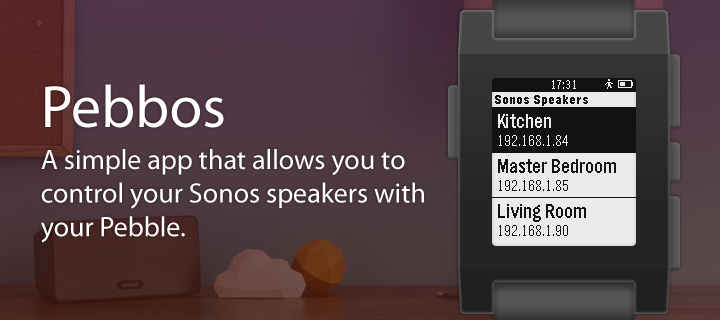 Pebbos
A simple app that allows you to
control your Sonos speakers with
your Pebble.
17:31
Sonos Speakers
Kitchen
192.168.1.84
Master Bedroom
192.168.1.85
Living Room
192.168.1.90
SONOS